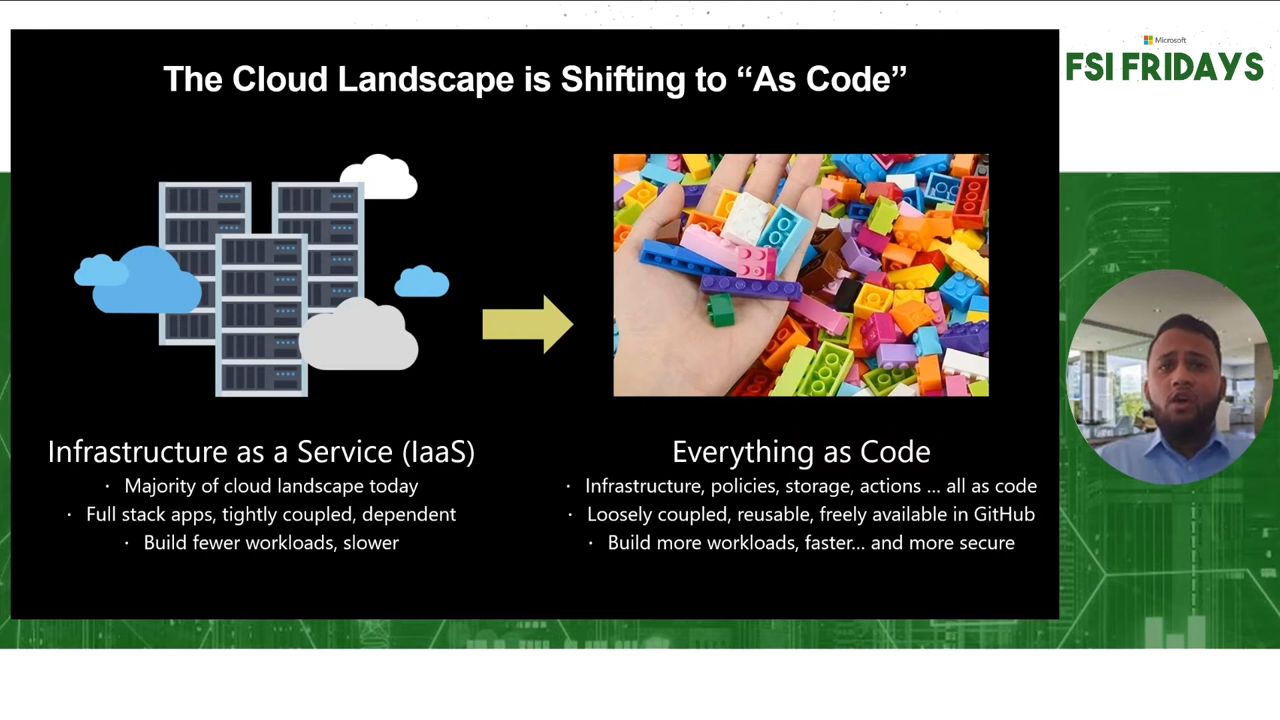 The Cloud Landscape is Shifting to “As Code”
Microsoft
FSI FRIDAYS
Infrastructure as a Service (IaaS)
· Majority of cloud landscape today
· Full stack apps, tightly coupled, dependent
· Build fewer workloads, slower
Everything as Code
· Infrastructure, policies, storage, actions ... all as code
· Loosely coupled, reusable, freely available in GitHub
· Build more workloads, faster... and more secure